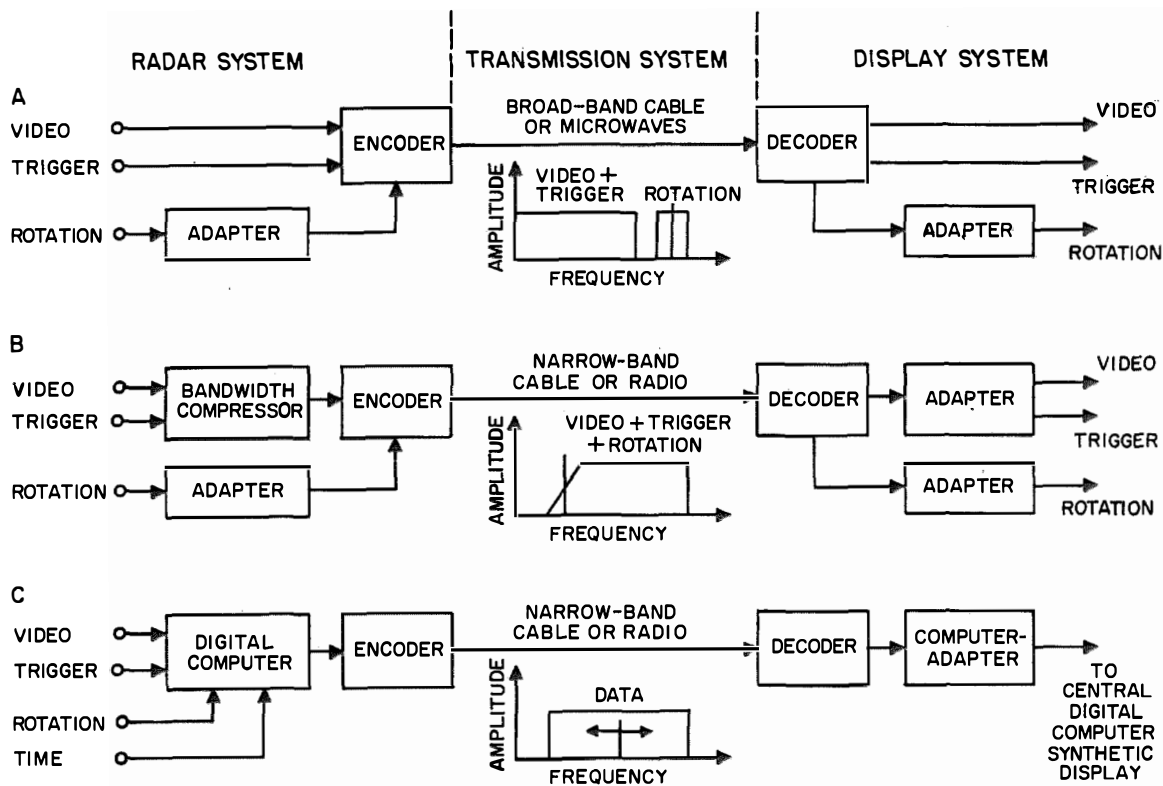 RADAR SYSTEM
TRANSMISSION SYSTEM
DISPLAY SYSTEM
A
VIDEO
TRIGGER
ROTATION
ADAPTER
ENCODER
BROAD-BAND CABLE
OR MICROWAVES
AMPLITUDE
VIDEO +
TRIGGER
ROTATION
FREQUENCY
DECODER
ADAPTER
VIDEO
TRIGGER
ROTATION
B
VIDEO
TRIGGER
ROTATION
BANDWIDTH
COMPRESSOR
ADAPTER
ENCODER
NARROW-BAND
CABLE OR RADIO
AMPLITUDE
VIDEO + TRIGGER
+ ROTATION
FREQUENCY
DECODER
ADAPTER
ADAPTER
VIDEO
TRIGGER
ROTATION
C
VIDEO
TRIGGER
ROTATION
TIME
DIGITAL
COMPUTER
ENCODER
NARROW-BAND
CABLE OR RADIO
AMPLITUDE
DATA
FREQUENCY
DECODER
COMPUTER-
ADAPTER
TO
CENTRAL
DIGITAL
COMPUTER
SYNTHETIC
DISPLAY